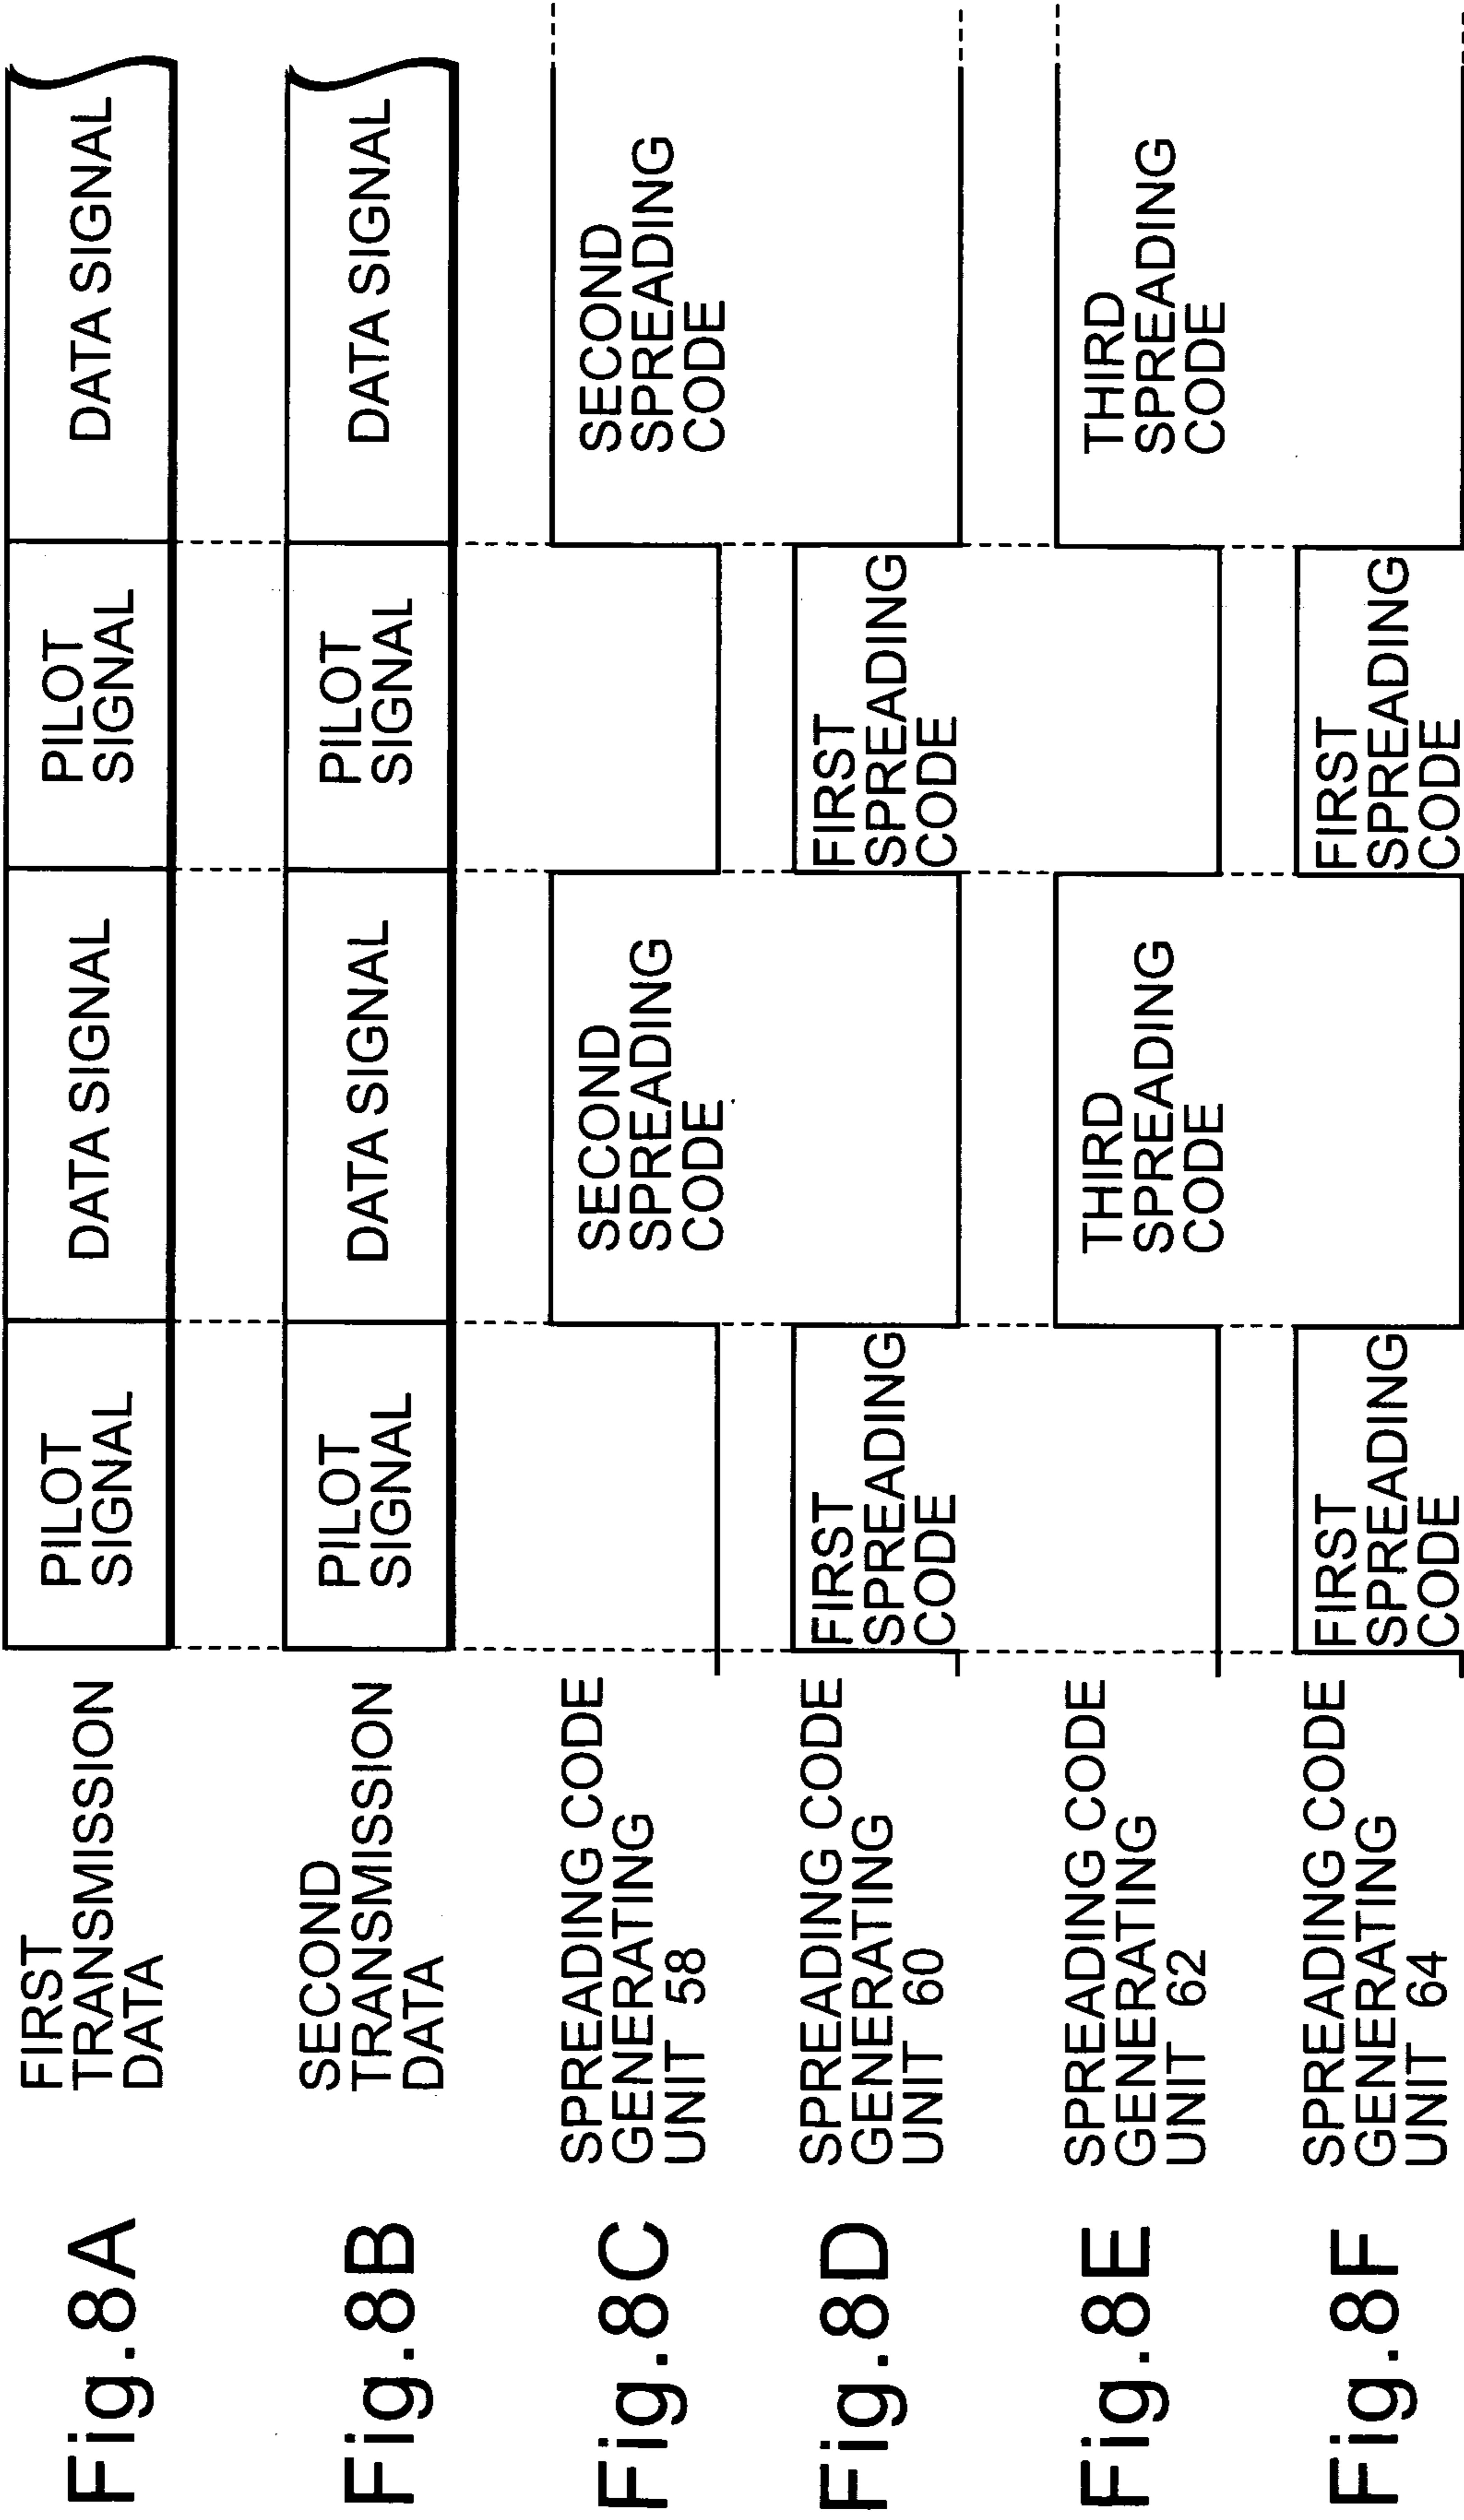 Fig.8A
FIRST
TRANSMISSION
DATA
PILOT
SIGNAL
DATA SIGNAL
PILOT
SIGNAL
DATA SIGNAL
Fig.8B
SECOND
TRANSMISSION
DATA
PILOT
SIGNAL
DATA SIGNAL
PILOT
SIGNAL
DATA SIGNAL
Fig.8C
SPREADING CODE
GENERATING
UNIT 58
SECOND
SPREADING
CODE
SECOND
SPREADING
CODE
Fig.8D
SPREADING CODE
GENERATING
UNIT 60
FIRST
SPREADING
CODE
FIRST
SPREADING
CODE
Fig.8E
SPREADING CODE
GENERATING
UNIT 62
THIRD
SPREADING
CODE
THIRD
SPREADING
CODE
Fig.8F
SPREADING CODE
GENERATING
UNIT 64
FIRST
SPREADING
CODE
FIRST
SPREADING
CODE